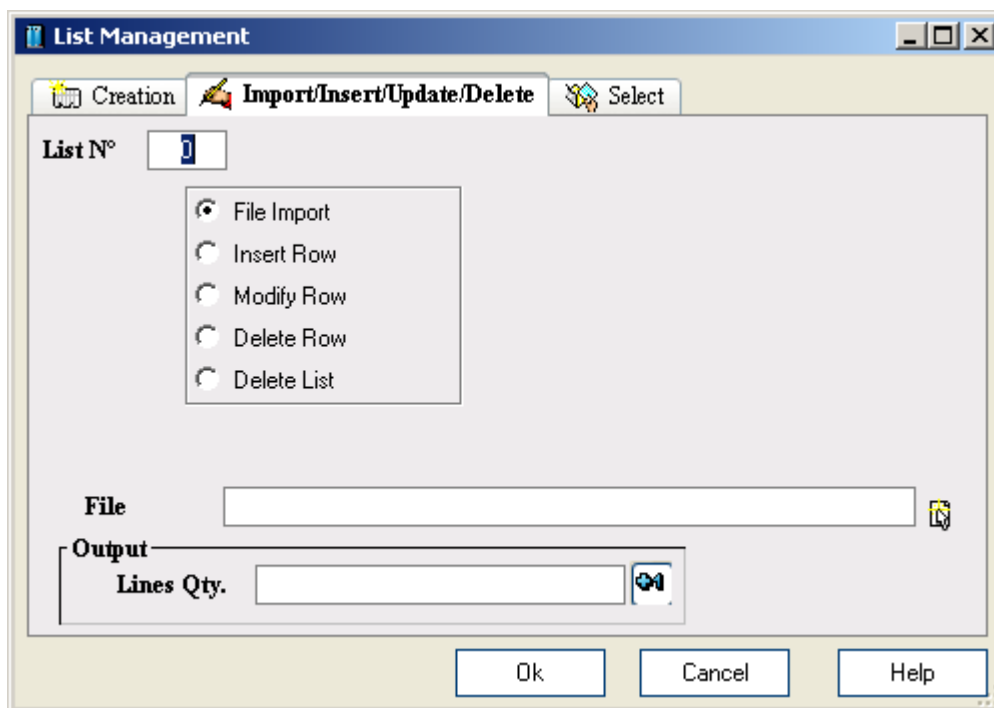 List Management
Creation Import/Insert/Update/Delete Select
List N° 0
File Import
Insert Row
Modify Row
Delete Row
Delete List
File
Output
Lines Qty.
Ok Cancel Help